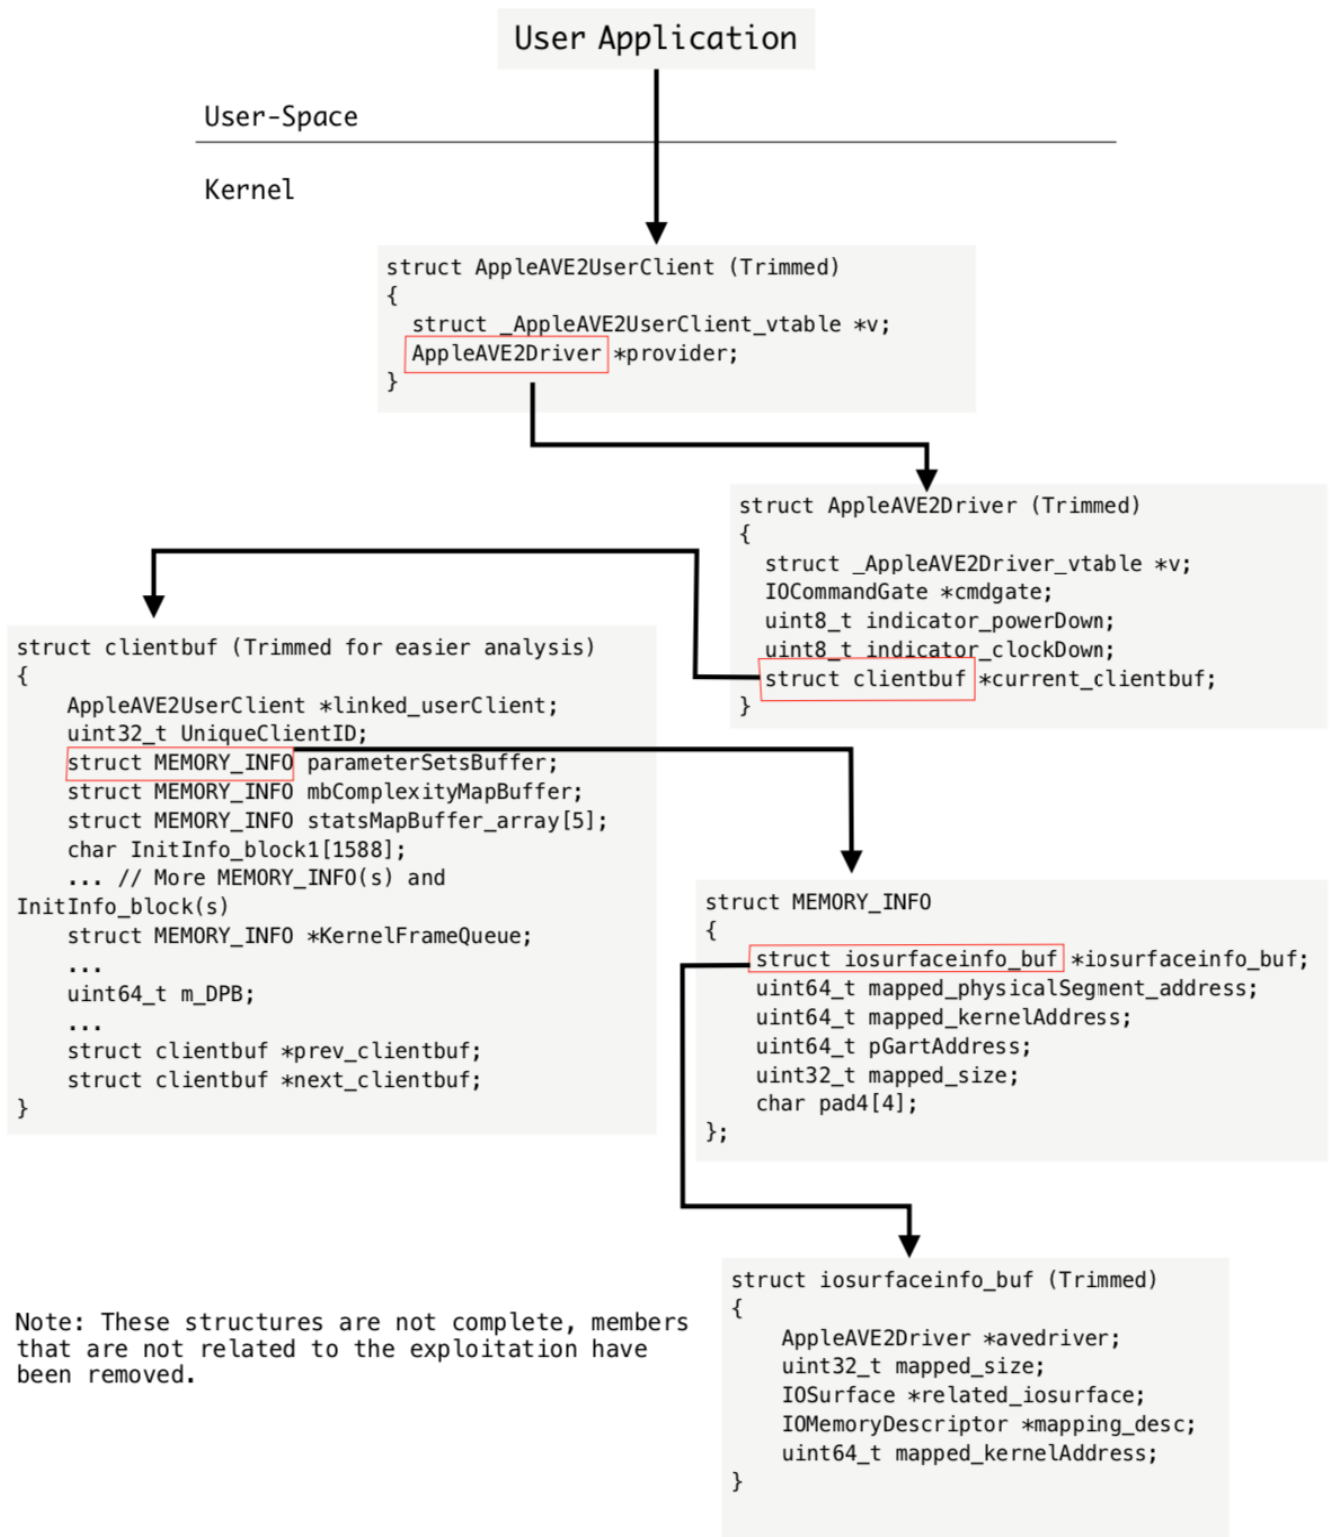 User Application
User-Space
Kernel
struct AppleAVE2UserClient (Trimmed)
{
struct _AppleAVE2UserClient_vtable *v;
AppleAVE2Driver *provider;
}
struct AppleAVE2Driver (Trimmed)
{
struct _AppleAVE2Driver_vtable *v;
IOCommandGate *cmdgate;
uint8_t indicator_powerDown;
uint8_t indicator_clockDown;
struct clientbuf *current_clientbuf;
}
struct clientbuf (Trimmed for easier analysis)
{
AppleAVE2UserClient *linked_userClient;
uint32_t UniqueClientID;
struct MEMORY_INFO parameterSetsBuffer;
struct MEMORY_INFO mbComplexityMapBuffer;
struct MEMORY_INFO statsMapBuffer_array[5];
char InitInfo_block1[1588];
... // More MEMORY_INFO(s) and
InitInfo_block(s)
struct MEMORY_INFO *KernelFrameQueue;
...
uint64_t m_DPB;
...
struct clientbuf *prev_clientbuf;
struct clientbuf *next_clientbuf;
}
struct MEMORY_INFO
{
struct iosurfaceinfo_buf *iosurfaceinfo_buf;
uint64_t mapped_physicalSegment_address;
uint64_t mapped_kernelAddress;
uint64_t pGartAddress;
uint32_t mapped_size;
char pad4[4];
};
struct iosurfaceinfo_buf (Trimmed)
{
AppleAVE2Driver *avedriver;
uint32_t mapped_size;
IOSurface *related_iosurface;
IOMemoryDescriptor *mapping_desc;
uint64_t mapped_kernelAddress;
}
Note: These structures are not complete, members
that are not related to the exploitation have
been removed.